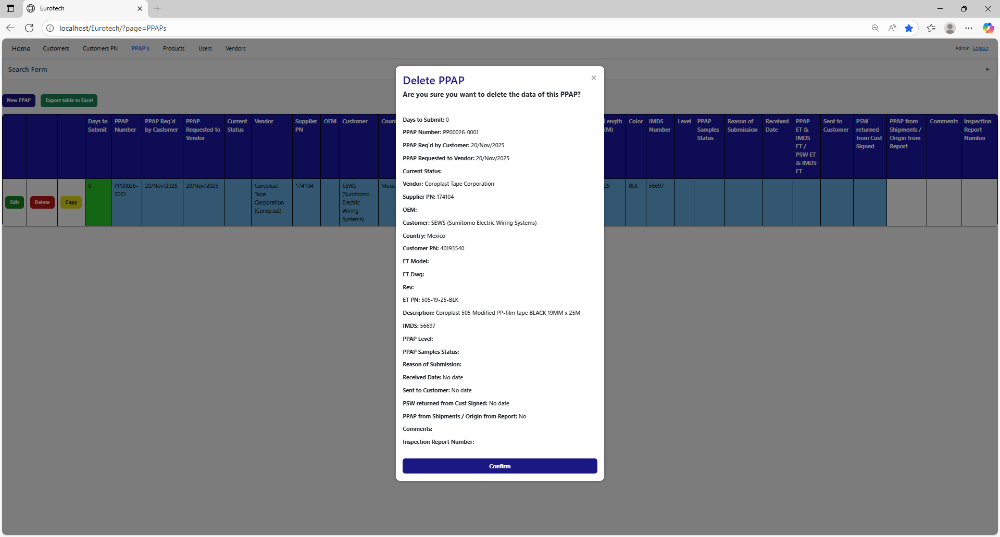 Eurotech
localhost/Eurotech/?page=PPAPs
Home Customers Customers PN PPAP's Products Users Vendors Admin Logout
Search Form
Delete PPAP
Are you sure you want to delete the data of this PPAP?
New PPAP Export table to Excel
Days to Submit
PPAP Number
PPAP Req'd by Customer
PPAP Requested to Vendor
Current Status
Vendor
Supplier PN
OEM
Customer
Length (M)
Color
IMDS Number
Level
PPAP Samples Status
Reason of Submission
Received Date
PPAP ET & IMDS ET / PSW ET & IMDS ET
Sent to Customer
PSW returned from Cust Signed
PPAP from Shipments / Origin from Report
Comments
Inspection Report Number
Edit Delete Copy
0
PP00026-0001
20/Nov/2025
20/Nov/2025
Coroplast Tape Corporation (Coroplast)
174104
SEWS (Sumitomo Electric Wiring Systems)
25
BLK
56697
Days to Submit: 0
PPAP Number: PP00026-0001
PPAP Req'd by Customer: 20/Nov/2025
PPAP Requested to Vendor: 20/Nov/2025
Current Status:
Vendor: Coroplast Tape Corporation
Supplier PN: 174104
OEM:
Customer: SEWS (Sumitomo Electric Wiring Systems)
Country: Mexico
Customer PN: 40193540
ET Model:
ET Dwg:
Rev:
ET PN: 505-19-25-BLK
Description: Coroplast 505 Modified PP-film tape BLACK 19MM x 25M
IMDS: 56697
PPAP Level:
PPAP Samples Status:
Reason of Submission:
Received Date: No date
Sent to Customer: No date
PSW returned from Cust Signed: No date
PPAP from Shipments / Origin from Report: No
Comments:
Inspection Report Number:
Confirm